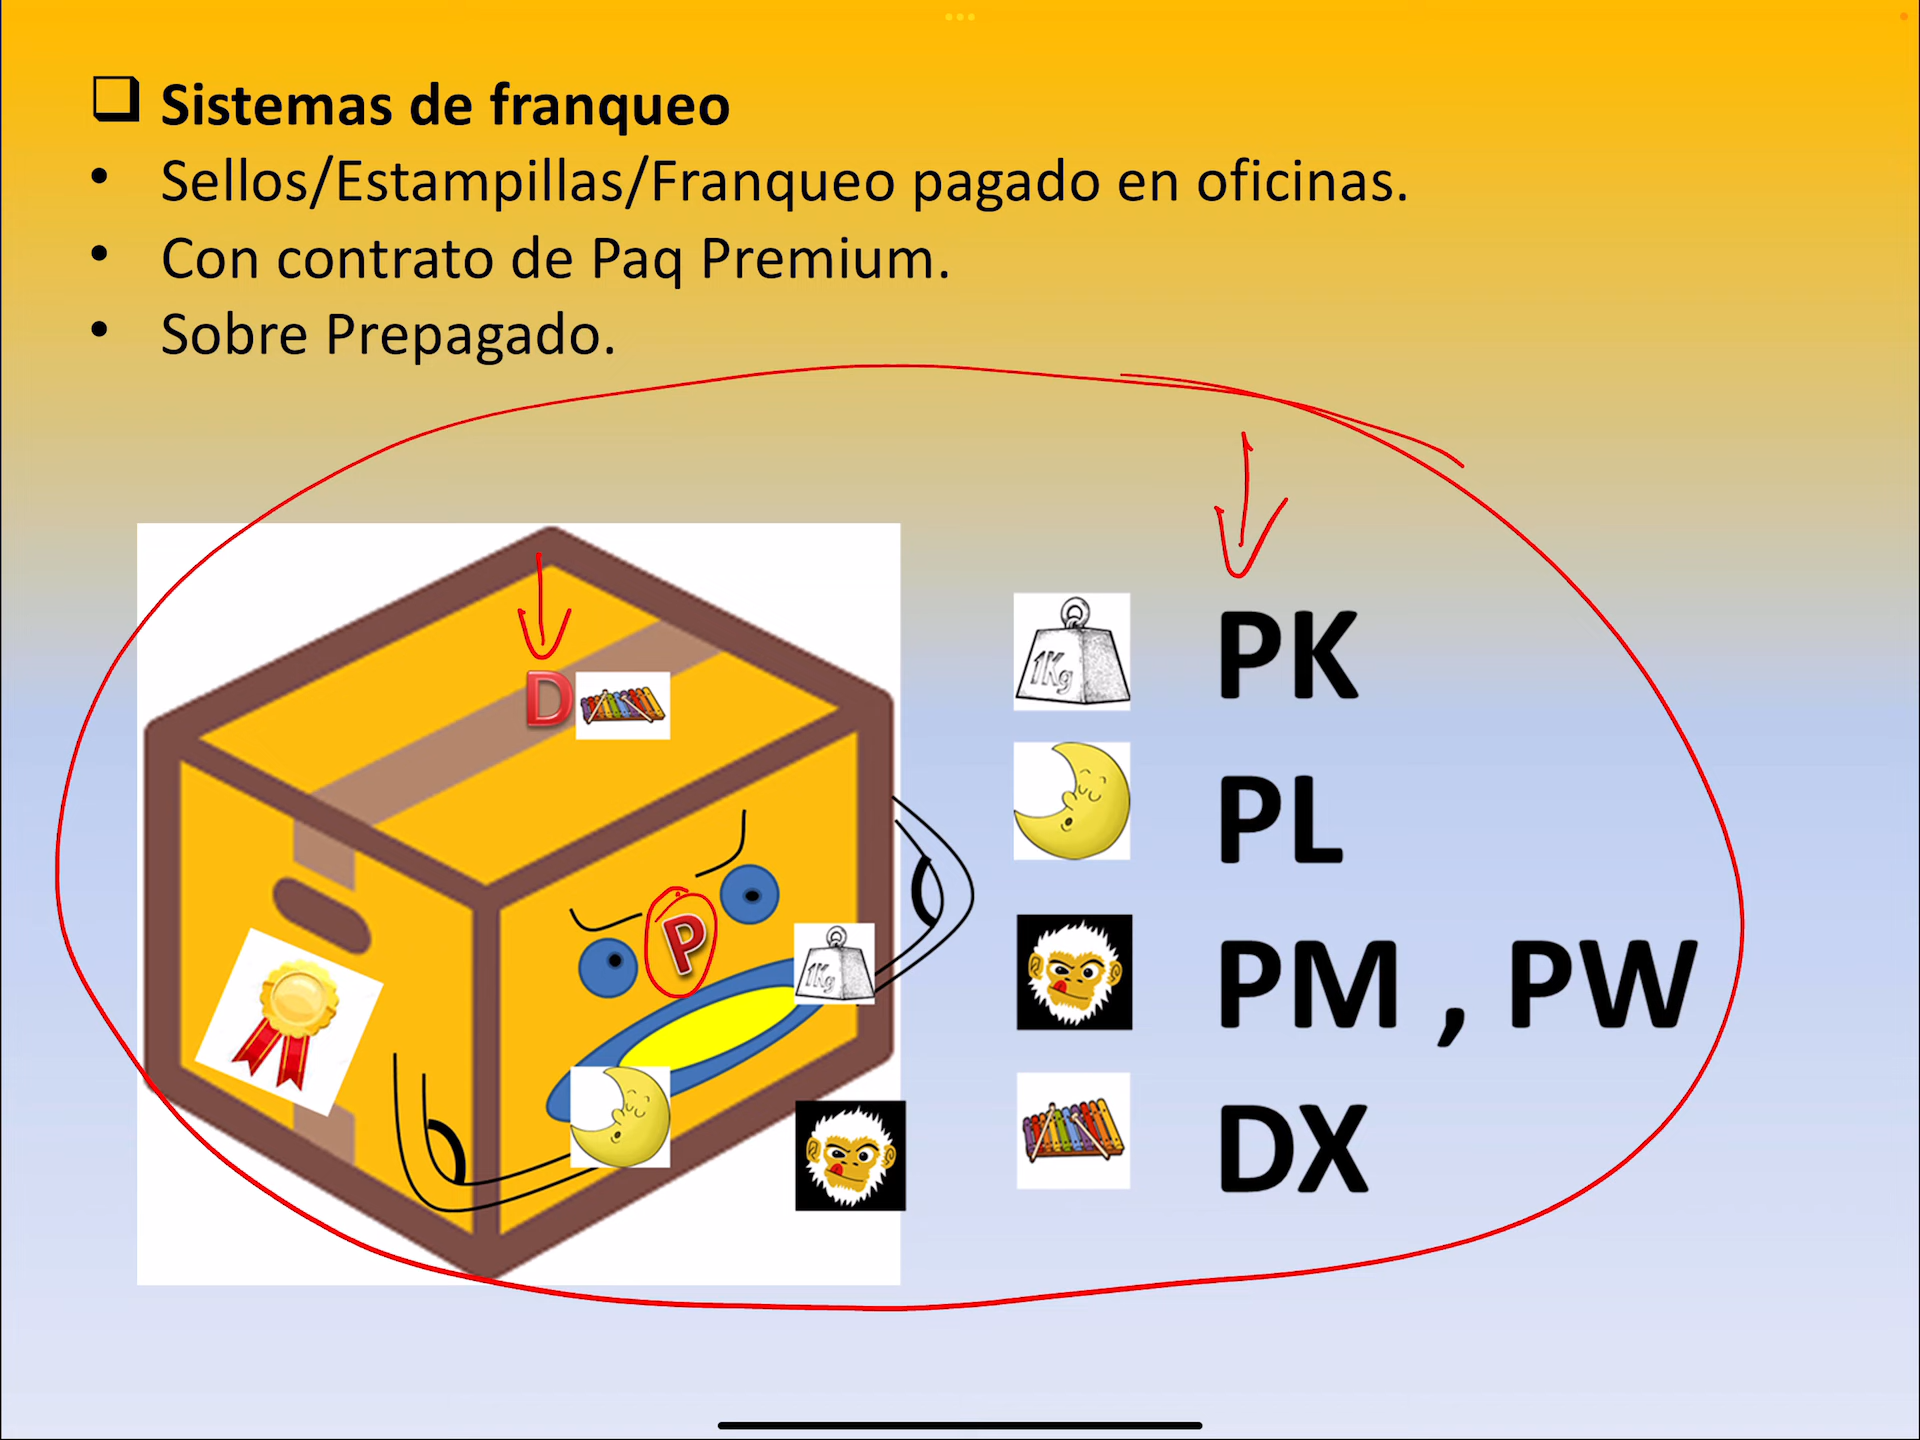 Sistemas de franqueo
• Sellos/Estampillas/Franqueo pagado en oficinas.
• Con contrato de Paq Premium.
• Sobre Prepagado.
D
P
1Kg
1Kg
PK
PL
PM , PW
DX